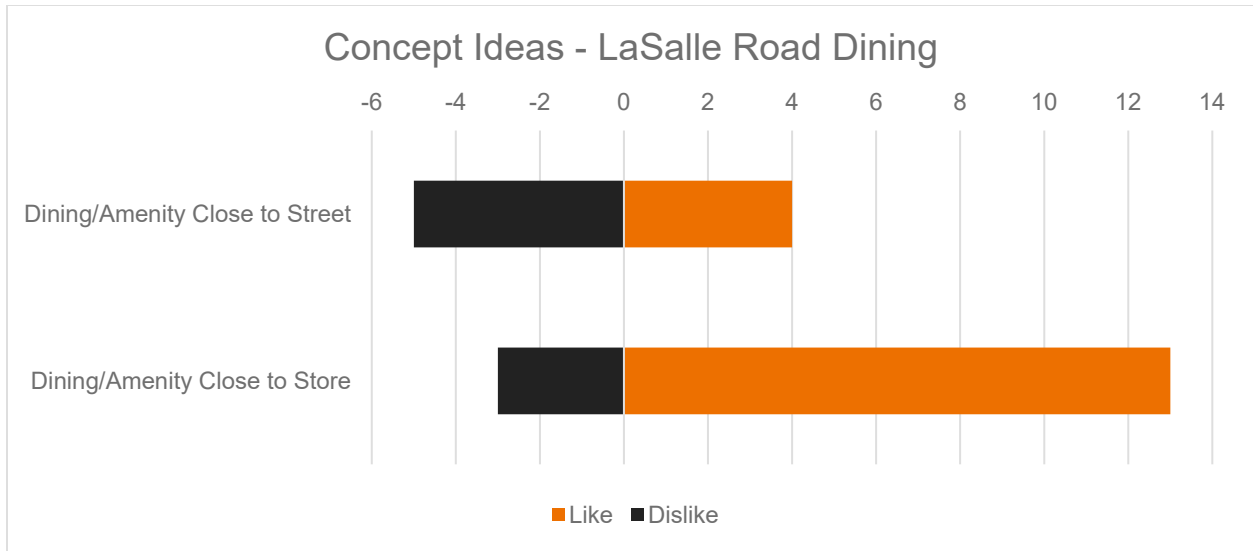 Concept Ideas - LaSalle Road Dining
-6 -4 -2 0 2 4 6 8 10 12 14
Dining/Amenity Close to Street
Dining/Amenity Close to Store
Like Dislike